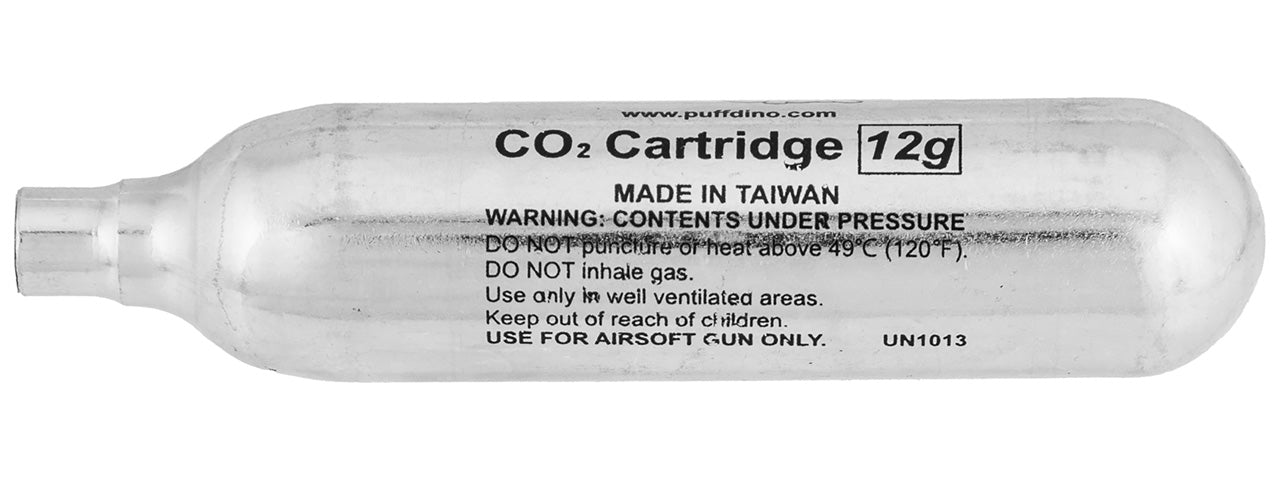 www.puffdino.com
CO₂ Cartridge 12g
MADE IN TAIWAN
WARNING: CONTENTS UNDER PRESSURE
DO NOT puncture or heat above 49°C (120°F).
DO NOT inhale gas.
Use only in well ventilated areas.
Keep out of reach of children.
USE FOR AIRSOFT GUN ONLY. UN1013